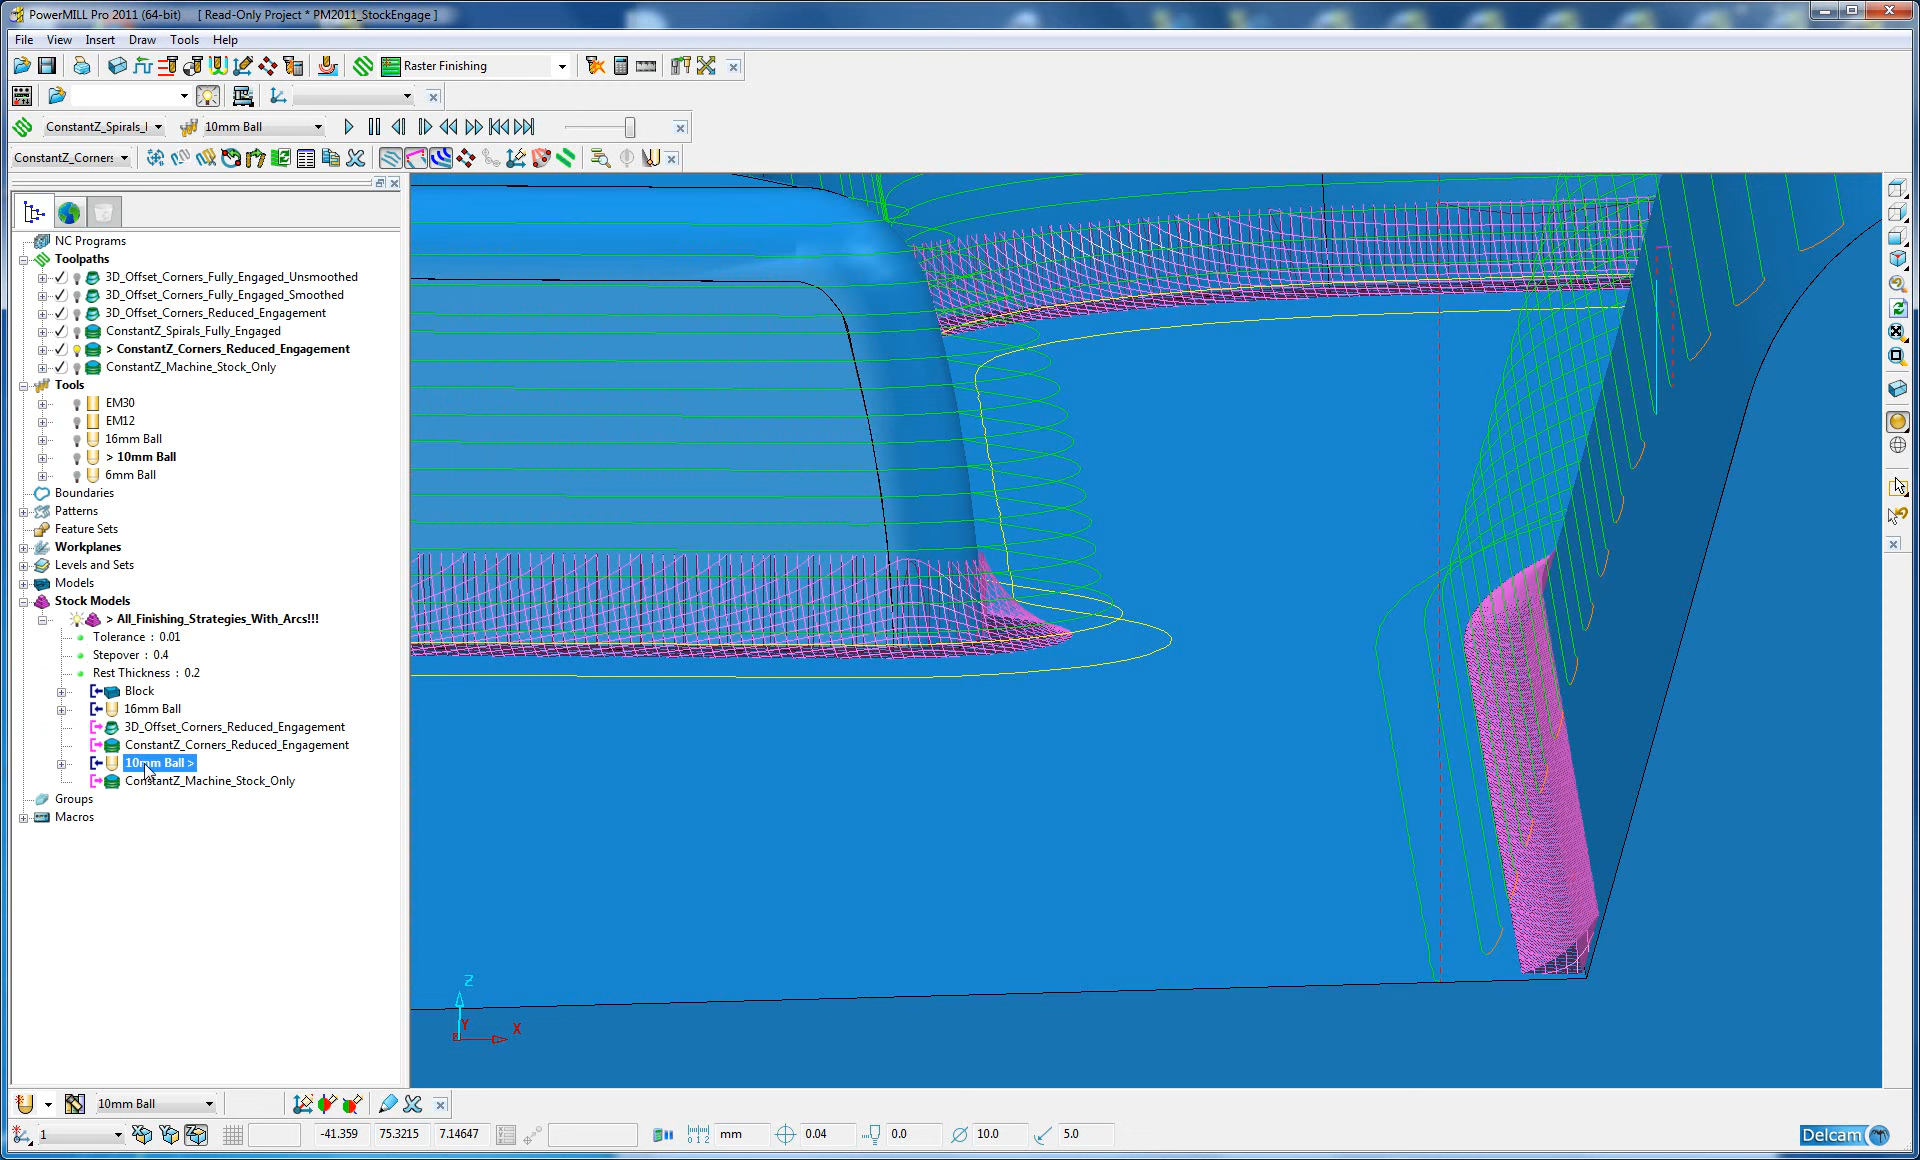 PowerMILL Pro 2011 (64-bit) [ Read-Only Project * PM2011_StockEngage ]
File View Insert Draw Tools Help
Raster Finishing
ConstantZ_Spirals_ 10mm Ball
ConstantZ_Corners
NC Programs
Toolpaths
3D_Offset_Corners_Fully_Engaged_Unsmoothed
3D_Offset_Corners_Fully_Engaged_Smoothed
3D_Offset_Corners_Reduced_Engagement
ConstantZ_Spirals_Fully_Engaged
> ConstantZ_Corners_Reduced_Engagement
ConstantZ_Machine_Stock_Only
Tools
EM30
EM12
16mm Ball
> 10mm Ball
6mm Ball
Boundaries
Patterns
Feature Sets
Workplanes
Levels and Sets
Models
Stock Models
> All_Finishing_Strategies_With_Arcs!!!
Tolerance : 0.01
Stepover : 0.4
Rest Thickness : 0.2
Block
16mm Ball
3D_Offset_Corners_Reduced_Engagement
ConstantZ_Corners_Reduced_Engagement
10mm Ball >
ConstantZ_Machine_Stock_Only
Groups
Macros
Z
Y
X
10mm Ball
1 -41.359 75.3215 7.14647 mm 0.04 0.0 10.0 5.0
Delcam